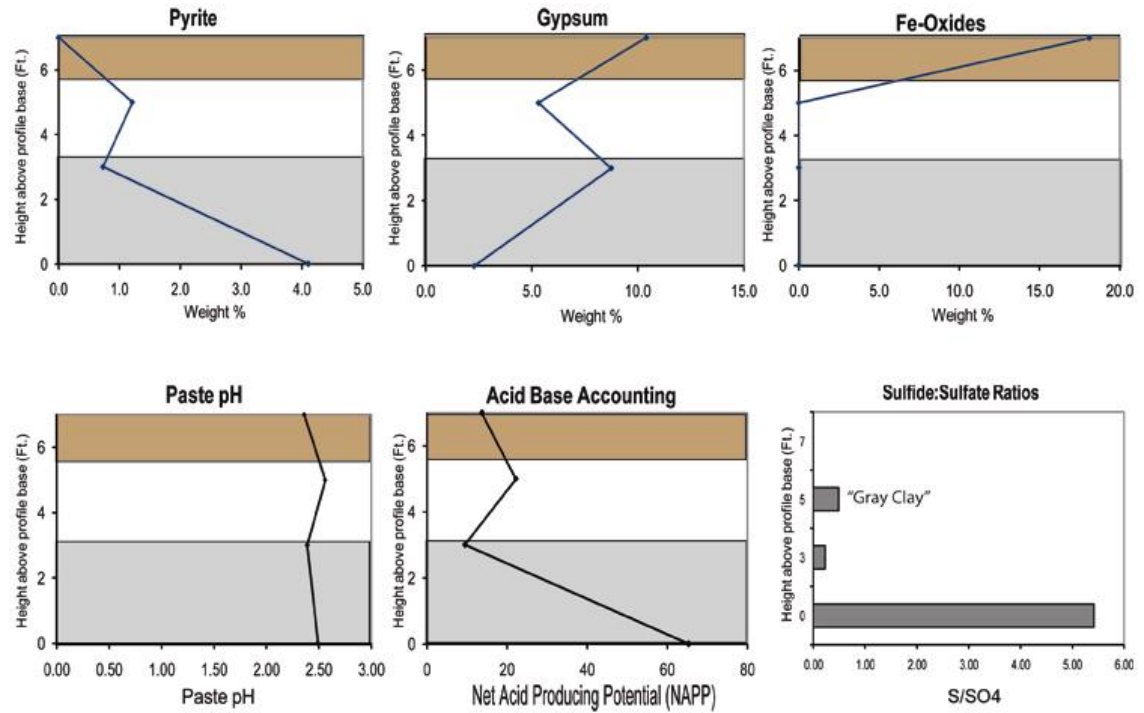 Pyrite
Height above profile base (Ft.)
6
4
2
0
0.0 1.0 2.0 3.0 4.0 5.0
Weight %
Gypsum
Height above profile base (Ft.)
6
4
2
0
0.0 5.0 10.0 15.0
Weight %
Fe-Oxides
Height above profile base (Ft.)
6
4
2
0
0.0 5.0 10.0 15.0 20.0
Weight %
Paste pH
Height above profile base (Ft.)
6
4
2
0
0.00 0.50 1.00 1.50 2.00 2.50 3.00
Paste pH
Acid Base Accounting
Height above profile base (Ft.)
6
4
2
0
0 20 40 60 80
Net Acid Producing Potential (NAPP)
Sulfide:Sulfate Ratios
Height above profile base (Ft.)
7
5
"Gray Clay"
3
0
0.00 1.00 2.00 3.00 4.00 5.00 6.00
S/SO4